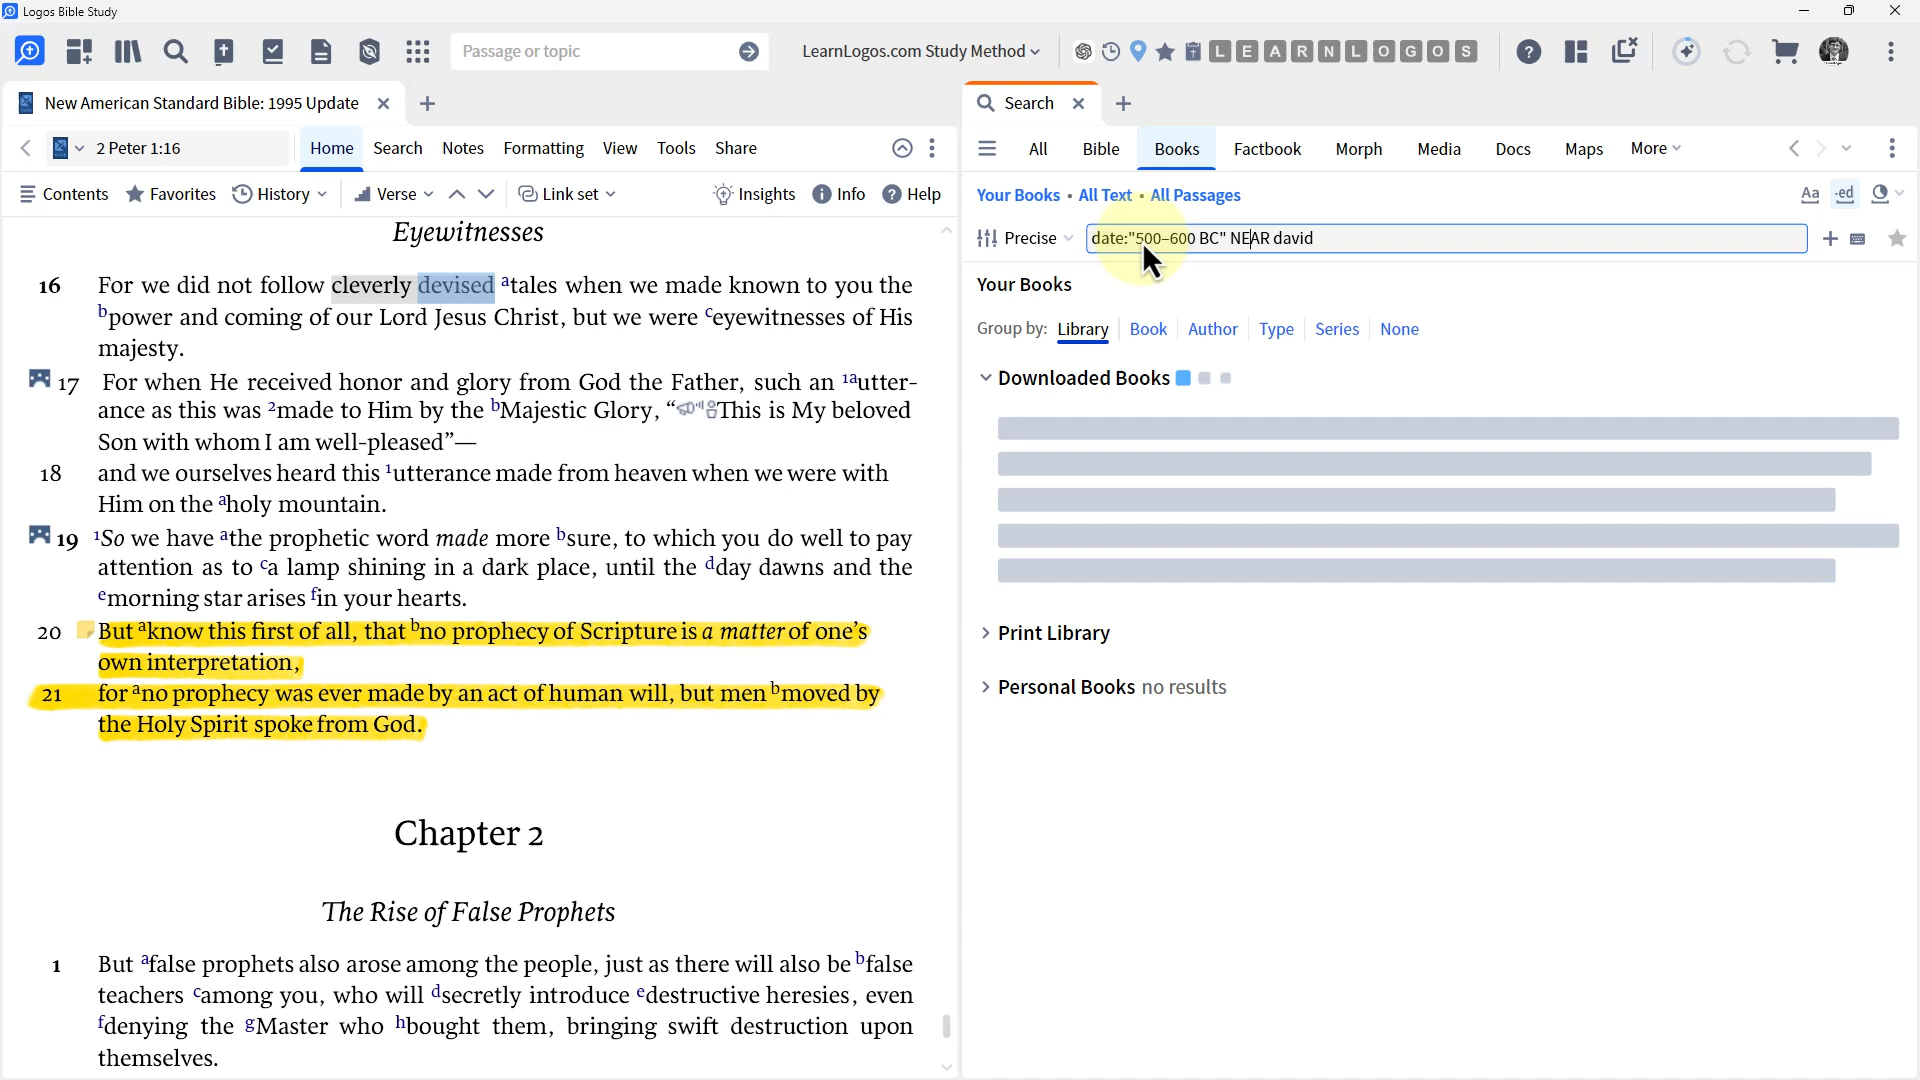 Logos Bible Study
Passage or topic
LearnLogos.com Study Method
L E A R N L O G O S
New American Standard Bible: 1995 Update
2 Peter 1:16
Home Search Notes Formatting View Tools Share
Contents Favorites History Verse Link set Insights Info Help
Eyewitnesses
16 For we did not follow cleverly devised ᵃtales when we made known to you the
ᵇpower and coming of our Lord Jesus Christ, but we were ᶜeyewitnesses of His
majesty.
17 For when He received honor and glory from God the Father, such an ¹ᵃutter-
ance as this was ²made to Him by the ᵇMajestic Glory, “This is My beloved
Son with whom I am well-pleased”—
18 and we ourselves heard this ¹utterance made from heaven when we were with
Him on the ᵃholy mountain.
19 ¹So we have ᵃthe prophetic word made more ᵇsure, to which you do well to pay
attention as to ᶜa lamp shining in a dark place, until the ᵈday dawns and the
ᵉmorning star arises ᶠin your hearts.
20 But ᵃknow this first of all, that ᵇno prophecy of Scripture is a matter of one’s
own interpretation,
21 for ᵃno prophecy was ever made by an act of human will, but men ᵇmoved by
the Holy Spirit spoke from God.
Chapter 2
The Rise of False Prophets
1 But ᵃfalse prophets also arose among the people, just as there will also be ᵇfalse
teachers ᶜamong you, who will ᵈsecretly introduce ᵉdestructive heresies, even
ᶠdenying the ᵍMaster who ʰbought them, bringing swift destruction upon
themselves.
Search
All Bible Books Factbook Morph Media Docs Maps More
Your Books • All Text • All Passages
Aa -ed
Precise date:"500–600 BC" NEAR david
Your Books
Group by: Library Book Author Type Series None
Downloaded Books
Print Library
Personal Books no results